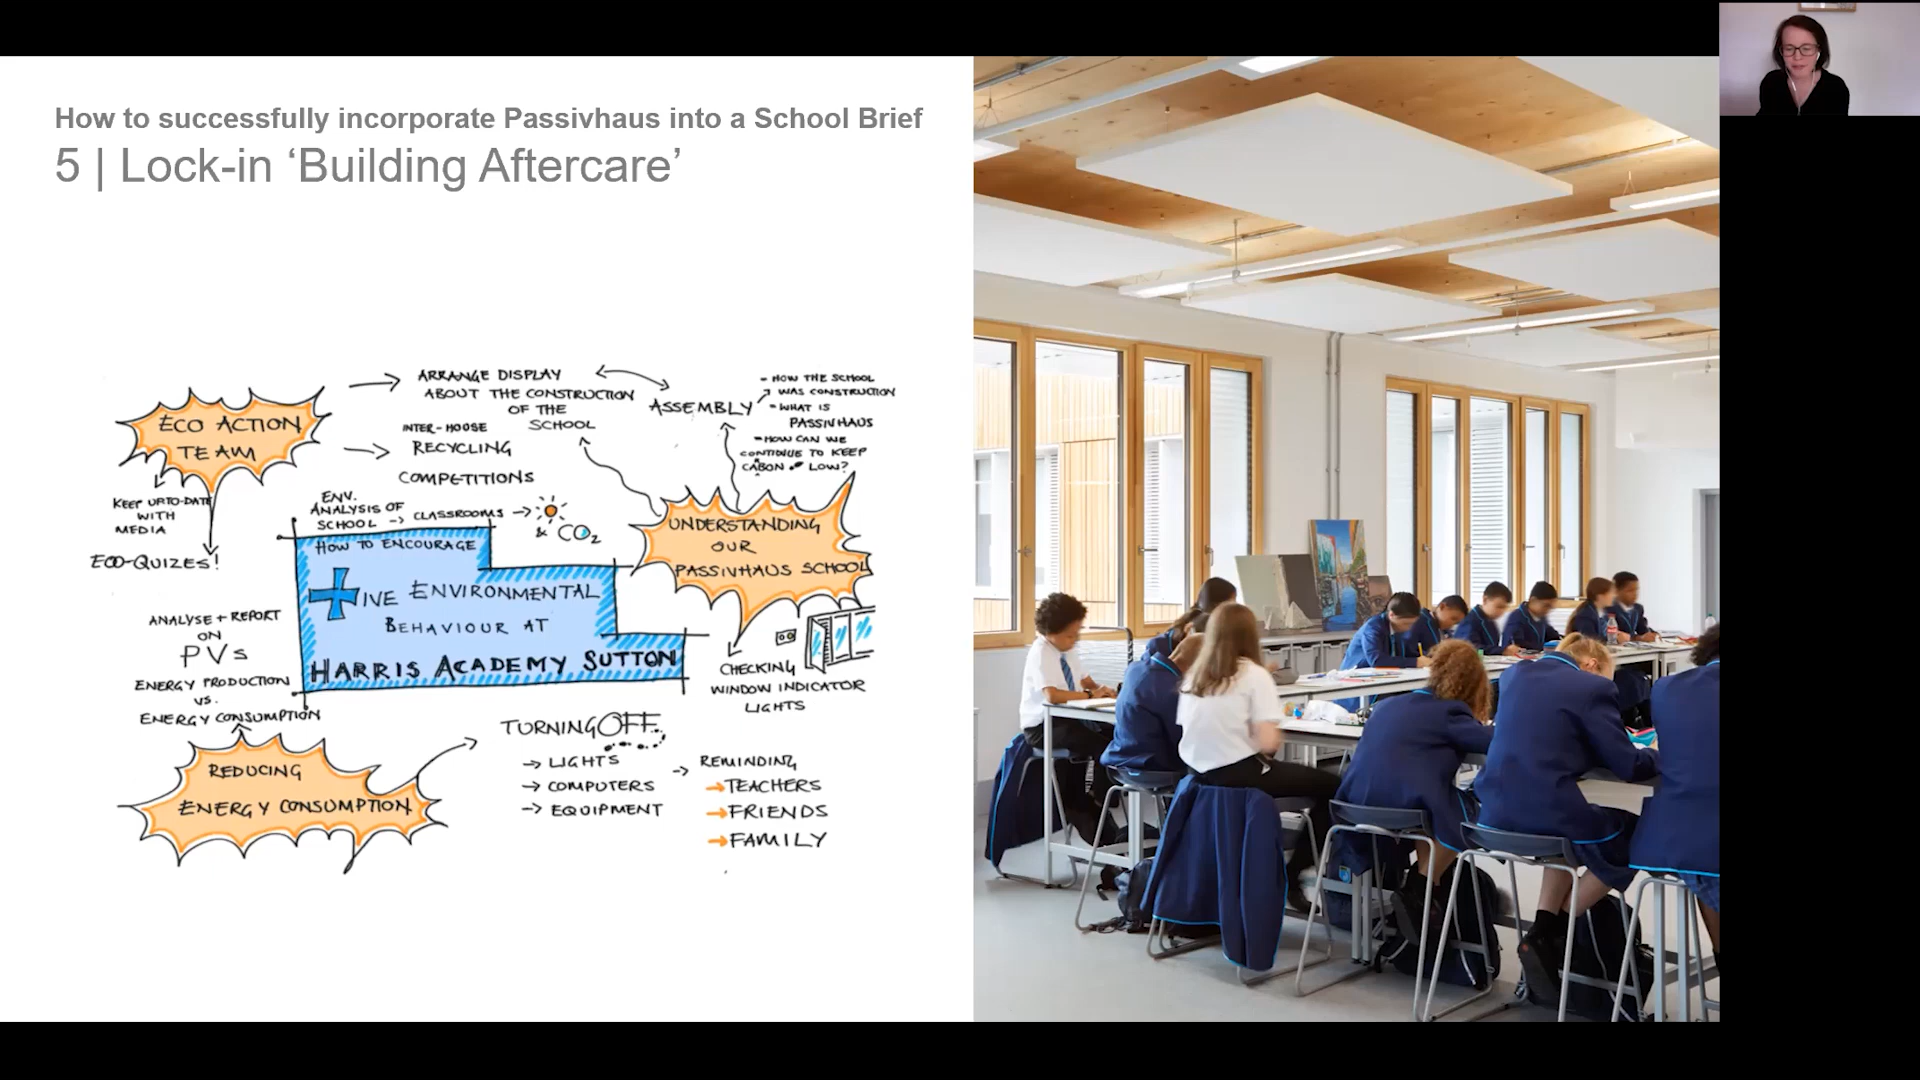 How to successfully incorporate Passivhaus into a School Brief
5 | Lock-in ‘Building Aftercare’
ECO ACTION
TEAM
KEEP UP-TO-DATE
WITH
MEDIA
ECO-QUIZES!
ARRANGE DISPLAY
ABOUT THE CONSTRUCTION
OF THE
SCHOOL
INTER-HOUSE
RECYCLING
COMPETITIONS
ASSEMBLY
- HOW THE SCHOOL
WAS CONSTRUCTION
- WHAT IS
PASSIVHAUS
- HOW CAN WE
CONTINUE TO KEEP
CABON LOW?
ENV.
ANALYSIS OF
SCHOOL → CLASSROOMS →
& CO2
UNDERSTANDING
OUR
PASSIVHAUS SCHOOL
HOW TO ENCOURAGE
+IVE ENVIRONMENTAL
BEHAVIOUR AT
HARRIS ACADEMY SUTTON
CHECKING
WINDOW INDICATOR
LIGHTS
ANALYSE + REPORT
ON
PVs
ENERGY PRODUCTION
VS.
ENERGY CONSUMPTION
REDUCING
ENERGY CONSUMPTION
TURNING OFF
→ LIGHTS
→ COMPUTERS
→ EQUIPMENT
→ REMINDING
→ TEACHERS
→ FRIENDS
→ FAMILY